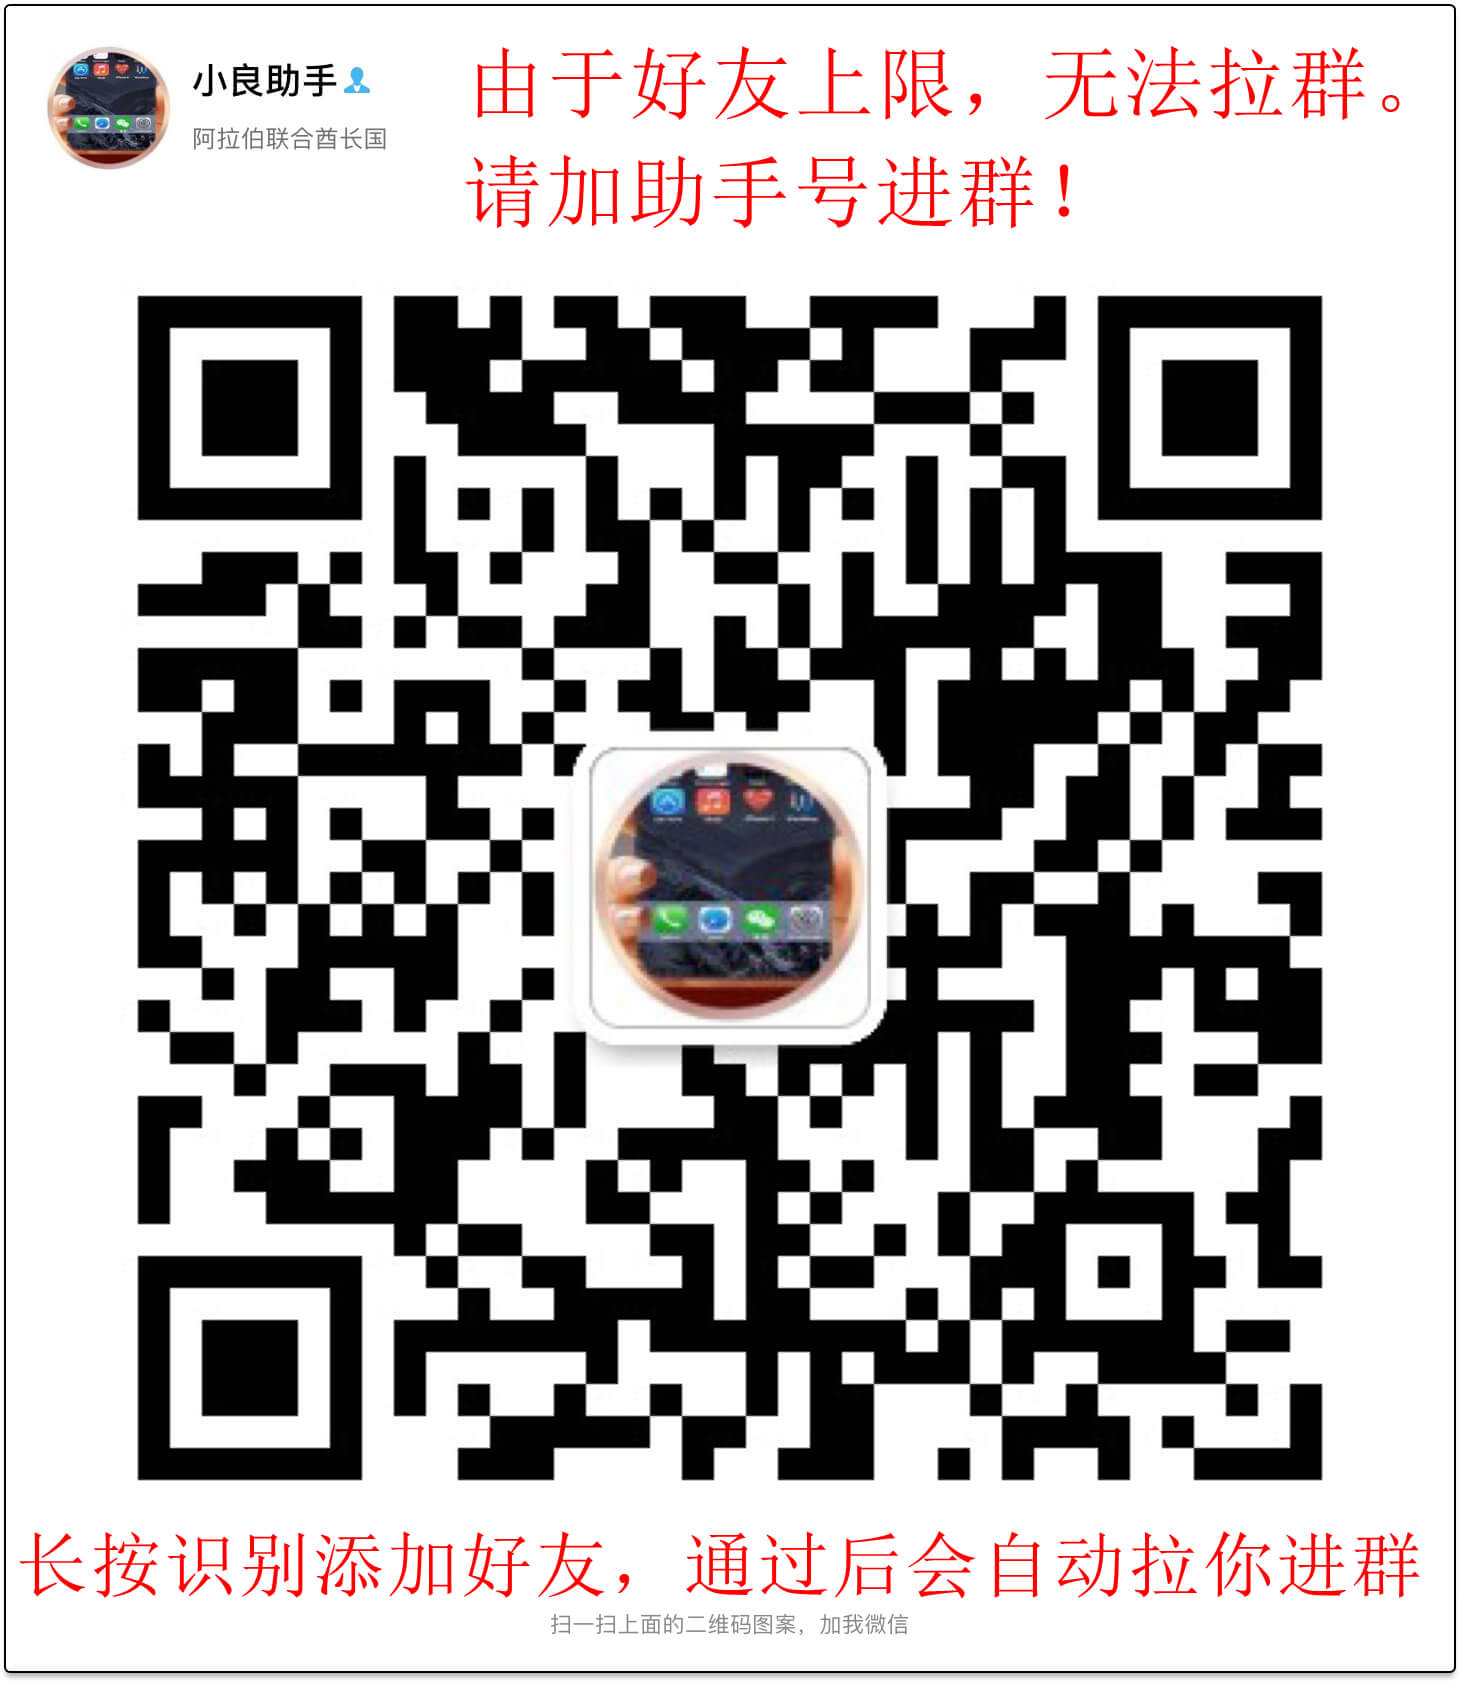 小良助手
阿拉伯联合酋长国
由于好友上限，无法拉群。
请加助手号进群！
长按识别添加好友，通过后会自动拉你进群
扫一扫上面的二维码图案，加我微信